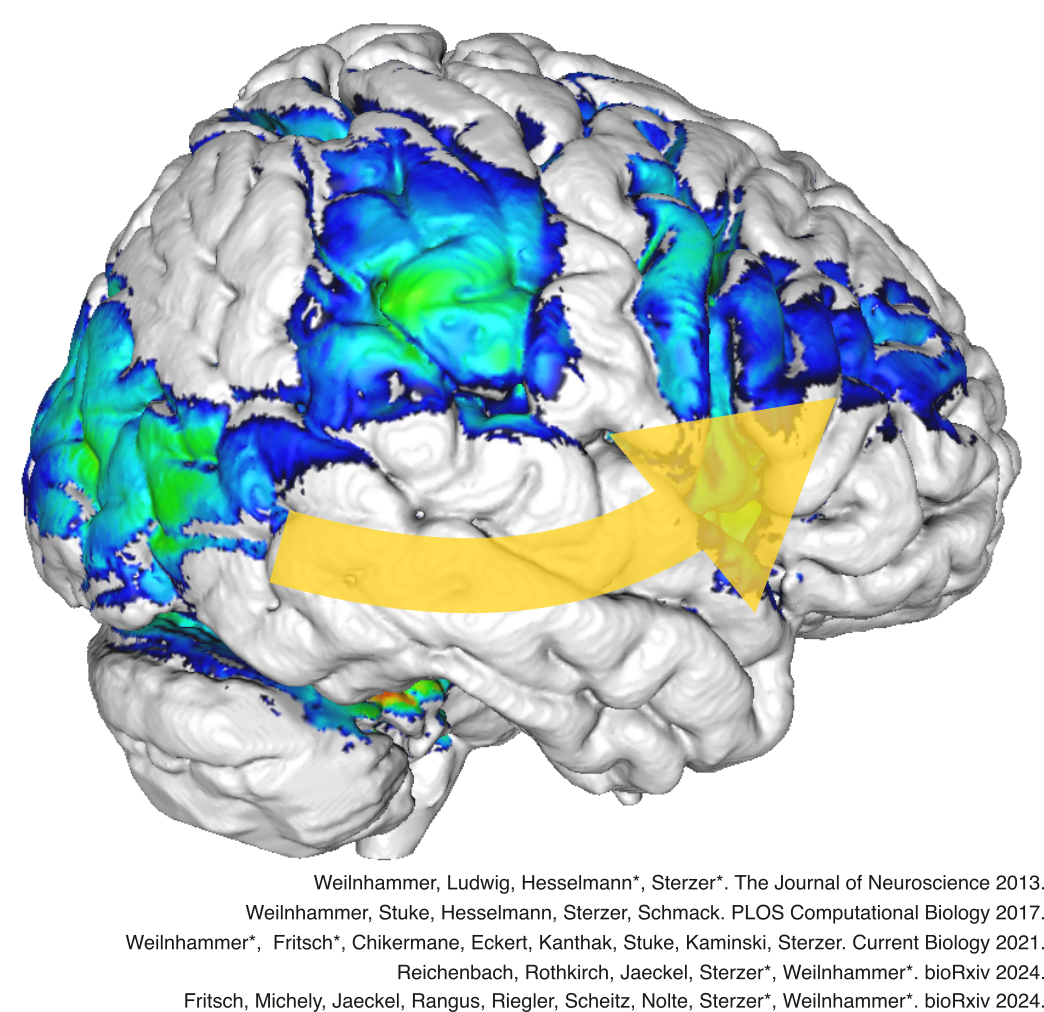 Weilnhammer, Ludwig, Hesselmann*, Sterzer*. The Journal of Neuroscience 2013.
Weilnhammer, Stuke, Hesselmann, Sterzer, Schmack. PLOS Computational Biology 2017.
Weilnhammer*,  Fritsch*, Chikermane, Eckert, Kanthak, Stuke, Kaminski, Sterzer. Current Biology 2021.
Reichenbach, Rothkirch, Jaeckel, Sterzer*, Weilnhammer*. bioRxiv 2024.
Fritsch, Michely, Jaeckel, Rangus, Riegler, Scheitz, Nolte, Sterzer*, Weilnhammer*. bioRxiv 2024.